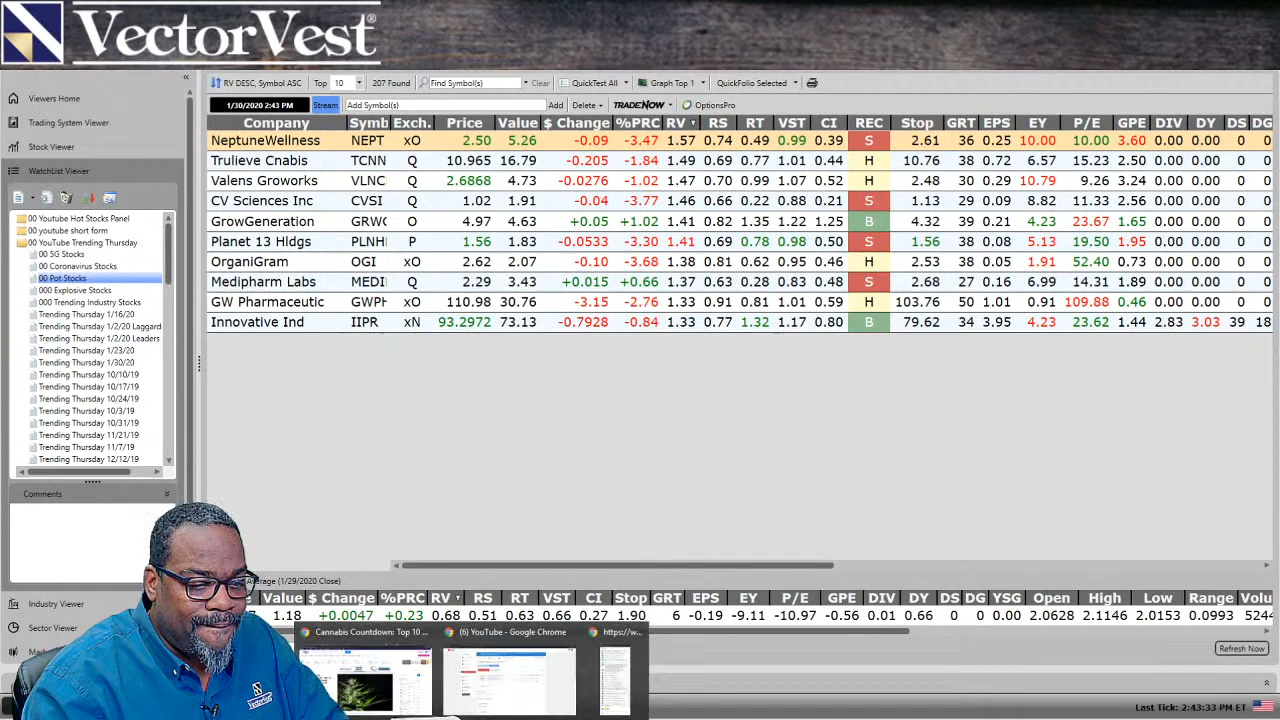 VectorVest®
Viewers Home
Trading System Viewer
Stock Viewer
WatchList Viewer
00 Youtube Hot Stocks Panel
00 youtube short form
00 YouTube Trending Thursday
00 5G Stocks
00 Coronavirus Stocks
00 Pot Stocks
000 Explosive Stocks
000 Trending Industry Stocks
Trending Thursday 1/16/20
Trending Thursday 1/2/20 Laggard
Trending Thursday 1/2/20 Leaders
Trending Thursday 1/23/20
Trending Thursday 1/30/20
Trending Thursday 10/10/19
Trending Thursday 10/17/19
Trending Thursday 10/24/19
Trending Thursday 10/3/19
Trending Thursday 10/31/19
Trending Thursday 11/21/19
Trending Thursday 11/7/19
Trending Thursday 12/12/19
Comments
Industry Viewer
Sector Viewer
RV DESC, Symbol ASC Top 10 207 Found Find Symbol(s) Clear QuickTest All Graph Top 1 QuickFolio Selected
1/30/2020 2:43 PM Stream Add Symbol(s) Add Delete TRADENOW OptionsPro
Company Symb Exch. Price Value $ Change %PRC RV RS RT VST CI REC Stop GRT EPS EY P/E GPE DIV DY DS DG
NeptuneWellness NEPT xO 2.50 5.26 -0.09 -3.47 1.57 0.74 0.49 0.99 0.39 S 2.61 36 0.25 10.00 10.00 3.60 0.00 0.00 0 0
Trulieve Cnabis TCNN Q 10.965 16.79 -0.205 -1.84 1.49 0.69 0.77 1.01 0.44 H 10.76 38 0.72 6.57 15.23 2.50 0.00 0.00 0 0
Valens Groworks VLNC Q 2.6868 4.73 -0.0276 -1.02 1.47 0.70 0.99 1.07 0.52 H 2.48 30 0.29 10.79 9.26 3.24 0.00 0.00 0 0
CV Sciences Inc CVSI Q 1.02 1.91 -0.04 -3.77 1.46 0.66 0.22 0.88 0.21 S 1.13 29 0.09 8.82 11.33 2.56 0.00 0.00 0 0
GrowGeneration GRWG O 4.97 4.63 +0.05 +1.02 1.41 0.82 1.35 1.22 1.25 B 4.32 39 0.21 4.23 23.67 1.65 0.00 0.00 0 0
Planet 13 Hldgs PLNH P 1.56 1.83 -0.0533 -3.30 1.41 0.69 0.78 0.98 0.50 S 1.56 38 0.08 5.13 19.50 1.95 0.00 0.00 0 0
OrganiGram OGI xO 2.62 2.07 -0.10 -3.68 1.38 0.81 0.62 0.95 0.46 H 2.53 38 0.05 1.91 52.40 0.73 0.00 0.00 0 0
Medipharm Labs MEDI Q 2.29 3.43 +0.015 +0.66 1.37 0.63 0.28 0.83 0.48 S 2.68 27 0.16 6.99 14.31 1.89 0.00 0.00 0 0
GW Pharmaceutic GWPH xO 110.98 30.76 -3.15 -2.76 1.33 0.91 0.81 1.01 0.59 H 103.76 50 1.01 0.91 109.88 0.46 0.00 0.00 0 0
Innovative Ind IIPR xN 93.2972 73.13 -0.7928 -0.84 1.33 0.77 1.32 1.17 0.80 B 79.62 34 3.95 4.23 23.62 1.44 2.83 3.03 39 18
Average (1/29/2020 Close)
Value $ Change %PRC RV RS RT VST CI Stop GRT EPS EY P/E GPE DIV DY DS DG YSG Open High Low Range Volu
1.18 +0.0047 +0.23 0.68 0.51 0.63 0.66 0.27 1.90 6 -0.19 -9.11 -10.97 -0.56 0.01 0.66 0 0 0.00 2.0628 2.1146 2.0153 0.0993 5244
Cannabis Countdown: Top 10 ... (6) YouTube - Google Chrome https://w...
Refresh Now
Last Tick: 2:43:33 PM ET